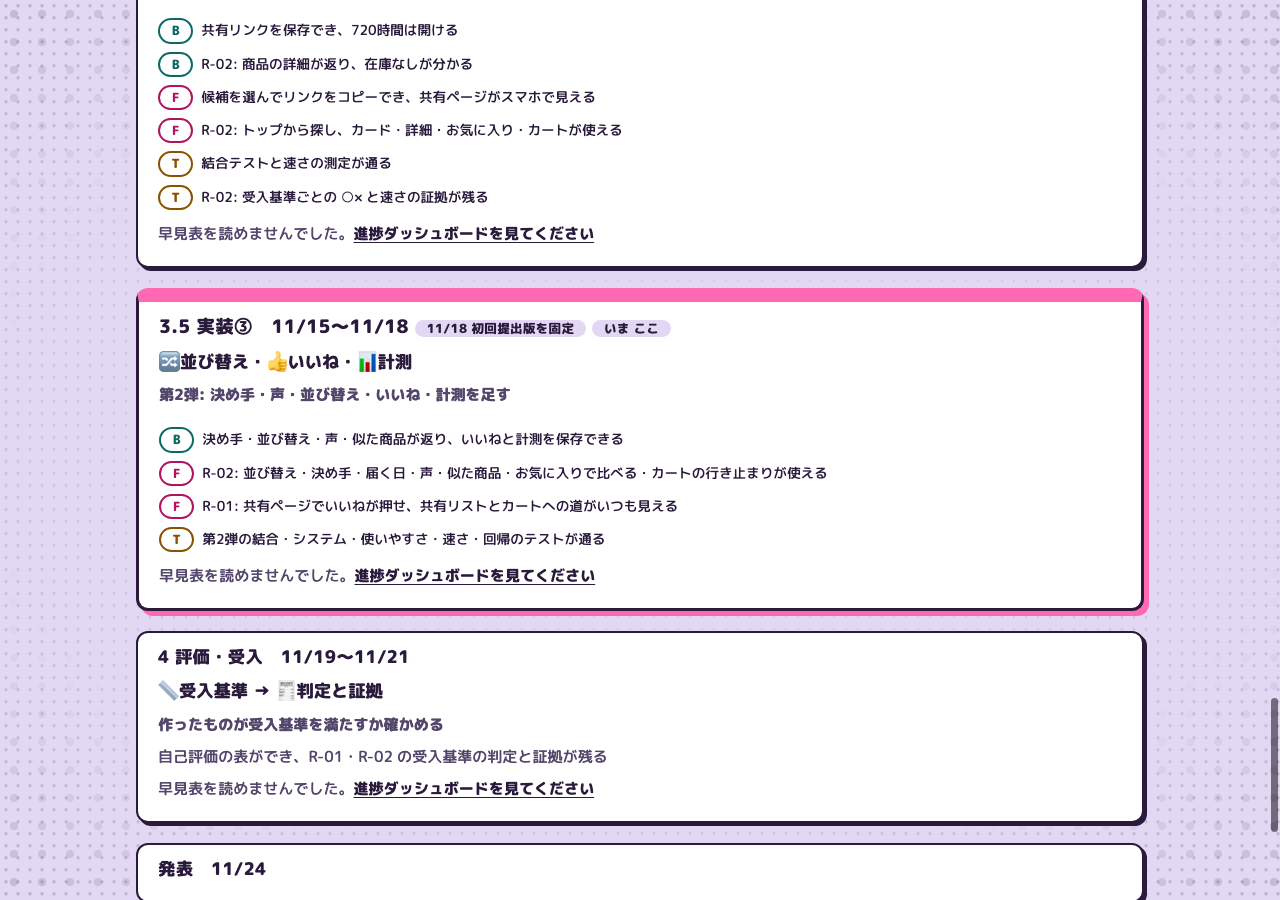 B 共有リンクを保存でき、720時間は開ける
B R-02: 商品の詳細が返り、在庫なしが分かる
F 候補を選んでリンクをコピーでき、共有ページがスマホで見える
F R-02: トップから探し、カード・詳細・お気に入り・カートが使える
T 結合テストと速さの測定が通る
T R-02: 受入基準ごとの ○× と速さの証拠が残る
早見表を読めませんでした。進捗ダッシュボードを見てください
3.5 実装③ 11/15〜11/18 11/18 初回提出版を固定 いま ここ
🔀並び替え・👍いいね・📊計測
第2弾: 決め手・声・並び替え・いいね・計測を足す
B 決め手・並び替え・声・似た商品が返り、いいねと計測を保存できる
F R-02: 並び替え・決め手・届く日・声・似た商品・お気に入りで比べる・カートの行き止まりが使える
F R-01: 共有ページでいいねが押せ、共有リストとカートへの道がいつも見える
T 第2弾の結合・システム・使いやすさ・速さ・回帰のテストが通る
早見表を読めませんでした。進捗ダッシュボードを見てください
4 評価・受入 11/19〜11/21
📏受入基準 → 🧾判定と証拠
作ったものが受入基準を満たすか確かめる
自己評価の表ができ、R-01・R-02 の受入基準の判定と証拠が残る
早見表を読めませんでした。進捗ダッシュボードを見てください
発表 11/24